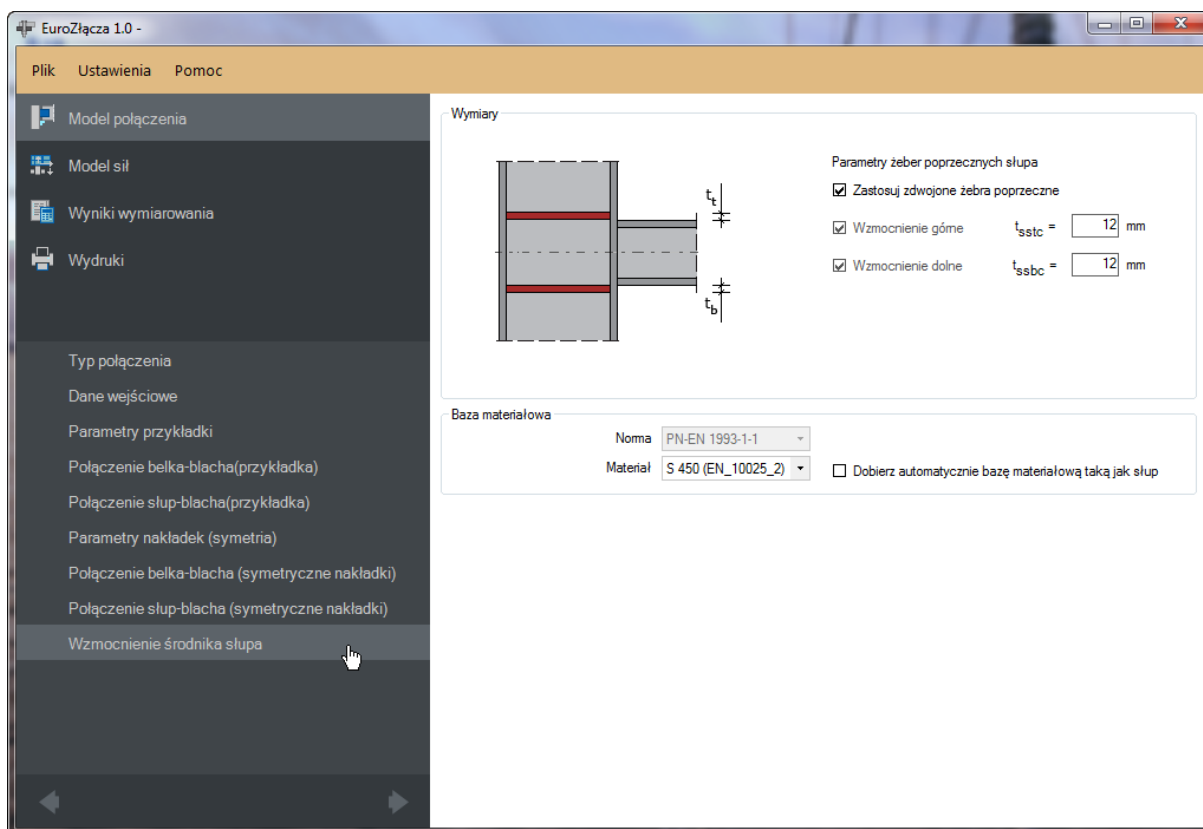 EuroZłącza 1.0 -
Plik Ustawienia Pomoc
Model połączenia
Model sił
Wyniki wymiarowania
Wydruki
Typ połączenia
Dane wejściowe
Parametry przykładki
Połączenie belka-blacha(przykładka)
Połączenie słup-blacha(przykładka)
Parametry nakładek (symetria)
Połączenie belka-blacha (symetryczne nakładki)
Połączenie słup-blacha (symetryczne nakładki)
Wzmocnienie środnika słupa
Wymiary
t_t
t_b
Parametry żeber poprzecznych słupa
Zastosuj zdwojone żebra poprzeczne
Wzmocnienie górne t_sstc = 12 mm
Wzmocnienie dolne t_ssbc = 12 mm
Baza materiałowa
Norma PN-EN 1993-1-1
Materiał S 450 (EN_10025_2) Dobierz automatycznie bazę materiałową taką jak słup